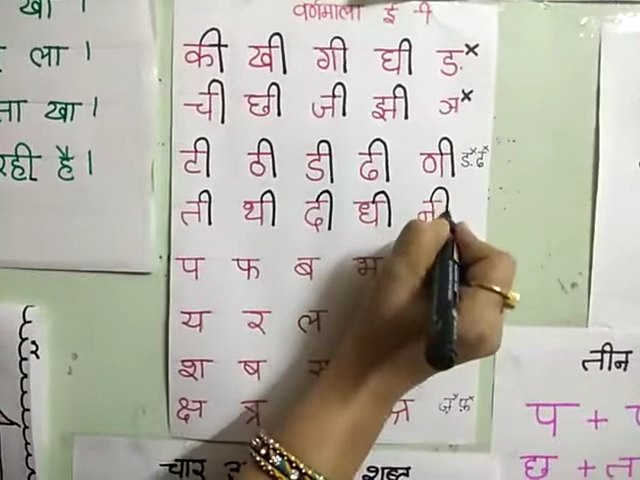 वर्णमाला ई ी
की खी गी घी ङ×
ची छी जी झी ञ×
टी ठी डी ढी णी ड़× ढ़×
ती थी दी धी नी
प फ ब भ
य र ल
श ष
क्ष त्र ज़× फ़×
ला ।
खा ।
रही है ।
तीन
प +
छ + त
चार
शब्द